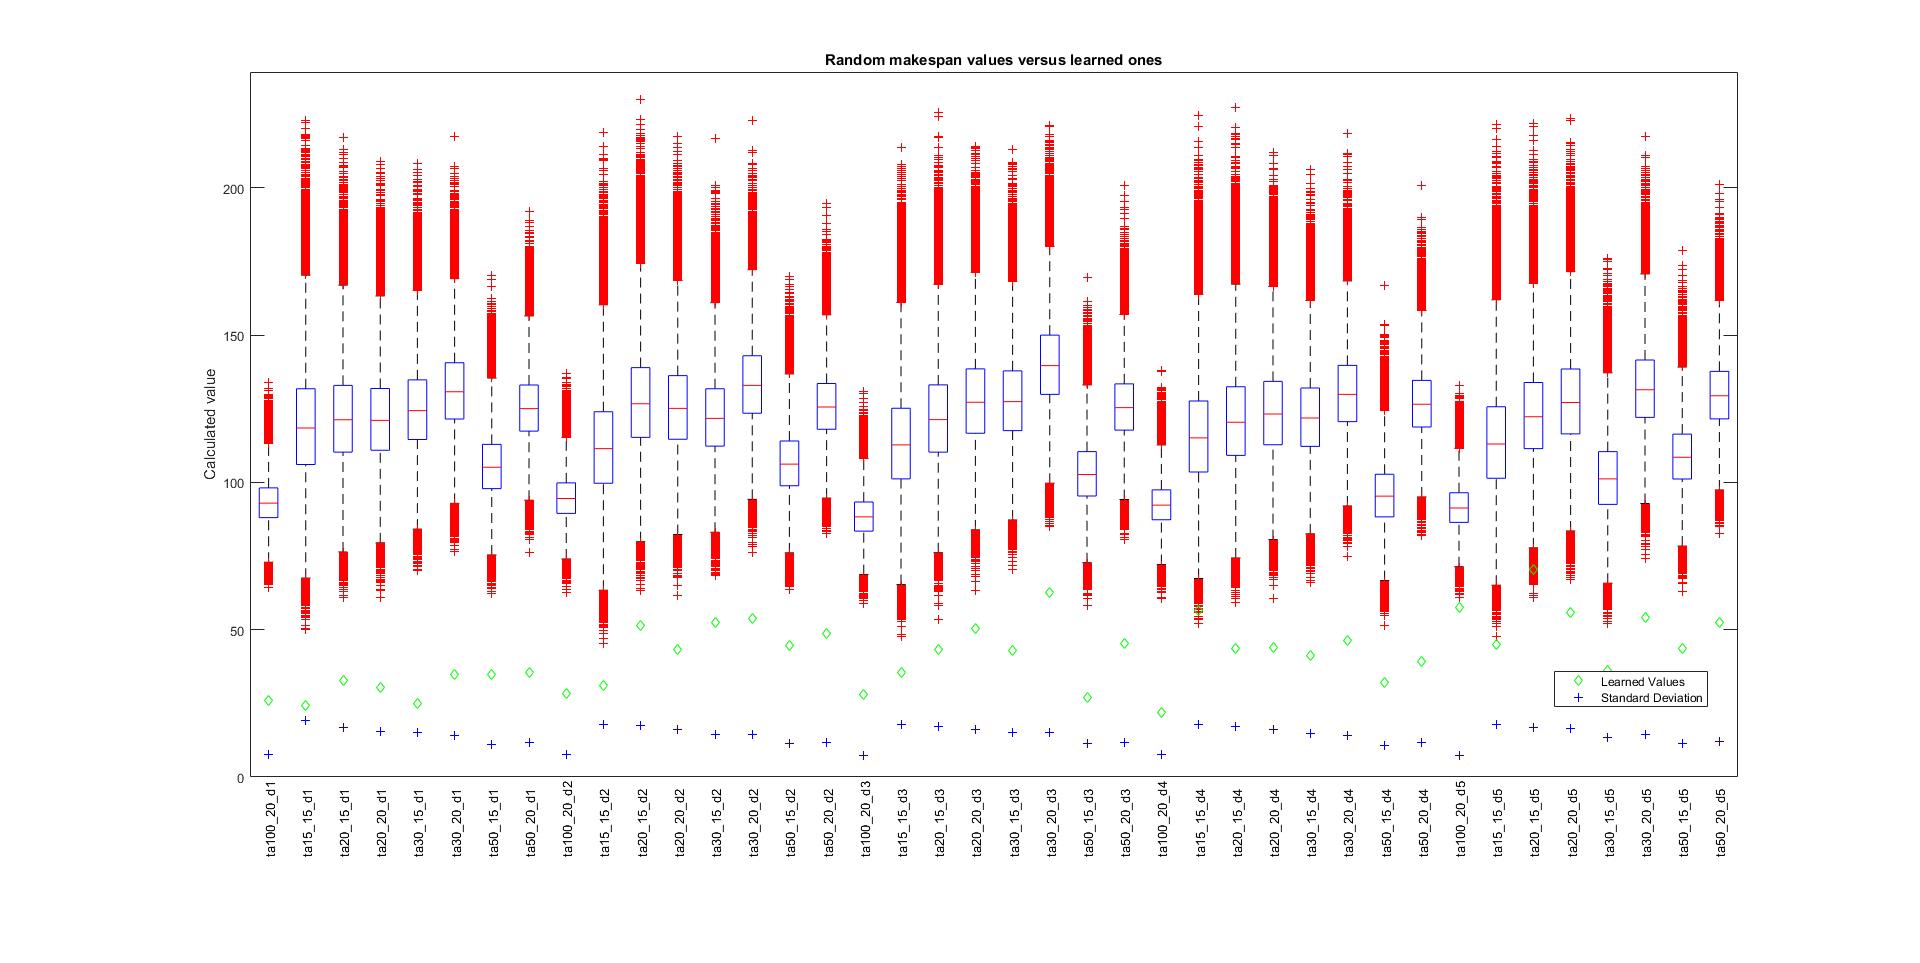 Random makespan values versus learned ones
Calculated value
200
150
100
50
0
Learned Values
Standard Deviation
ta100_20_d1
ta15_15_d1
ta20_15_d1
ta20_20_d1
ta30_15_d1
ta30_20_d1
ta50_15_d1
ta50_20_d1
ta100_20_d2
ta15_15_d2
ta20_15_d2
ta20_20_d2
ta30_15_d2
ta30_20_d2
ta50_15_d2
ta50_20_d2
ta100_20_d3
ta15_15_d3
ta20_15_d3
ta20_20_d3
ta30_15_d3
ta30_20_d3
ta50_15_d3
ta50_20_d3
ta100_20_d4
ta15_15_d4
ta20_15_d4
ta20_20_d4
ta30_15_d4
ta30_20_d4
ta50_15_d4
ta50_20_d4
ta100_20_d5
ta15_15_d5
ta20_15_d5
ta20_20_d5
ta30_15_d5
ta30_20_d5
ta50_15_d5
ta50_20_d5